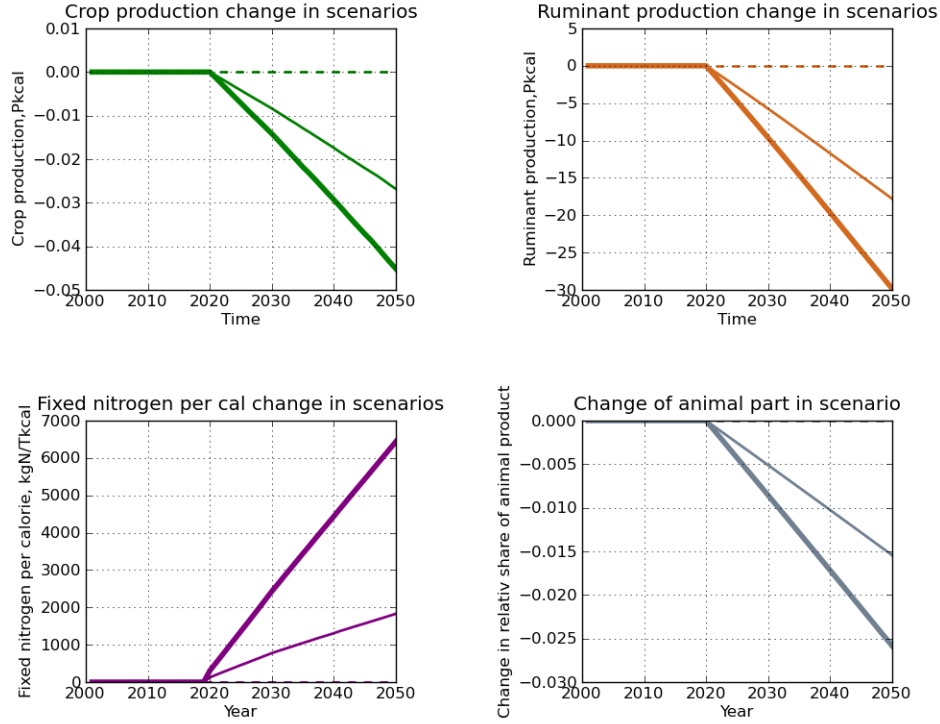 Crop production change in scenarios
0.01
0.00
−0.01
−0.02
−0.03
−0.04
−0.05
2000 2010 2020 2030 2040 2050
Time
Crop production,Pkcal
Ruminant production change in scenarios
5
0
−5
−10
−15
−20
−25
−30
2000 2010 2020 2030 2040 2050
Time
Ruminant production,Pkcal
Fixed nitrogen per cal change in scenarios
7000
6000
5000
4000
3000
2000
1000
0
2000 2010 2020 2030 2040 2050
Year
Fixed nitrogen per calorie, kgN/Tkcal
Change of animal part in scenario
0.000
−0.005
−0.010
−0.015
−0.020
−0.025
−0.030
2000 2010 2020 2030 2040 2050
Year
Change in relativ share of animal product